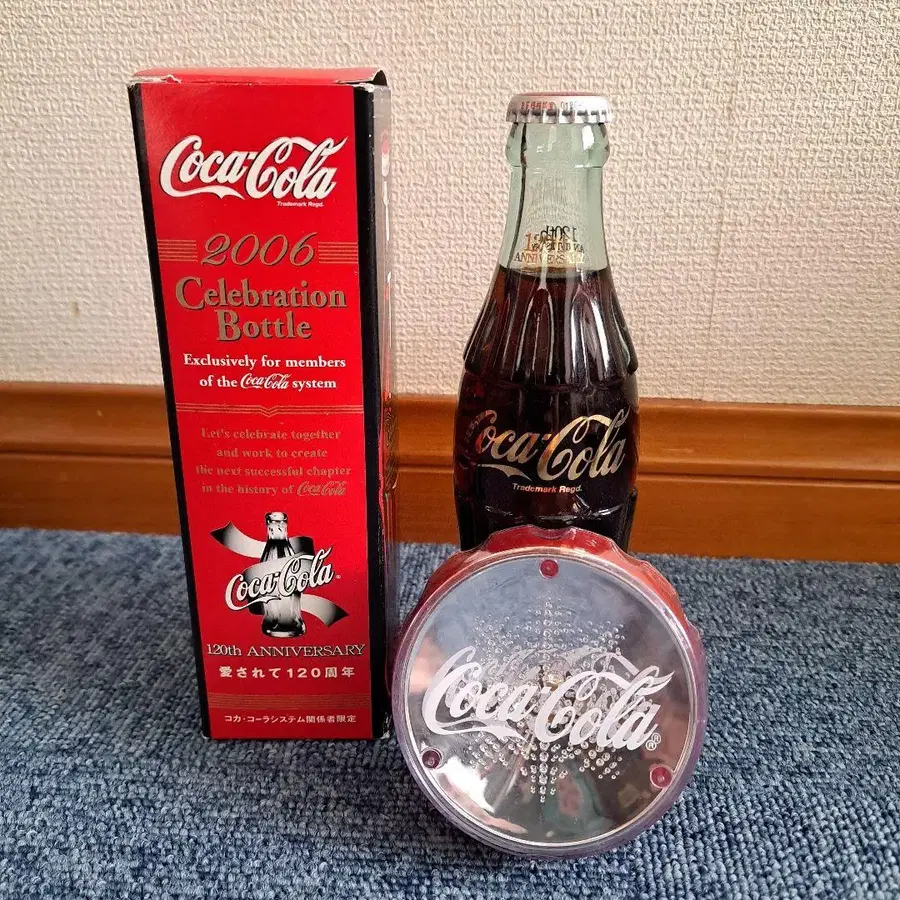 Coca-Cola
Trademark Regd.
2006
Celebration
Bottle
Exclusively for members
of the Coca-Cola system
Let's celebrate together
and work to create
the next successful chapter
in the history of Coca-Cola
Coca-Cola®
120th ANNIVERSARY
愛されて120周年
コカ・コーラシステム関係者限定
120th
ANNIVERSARY
Coca-Cola
Trademark Regd.
Coca-Cola®